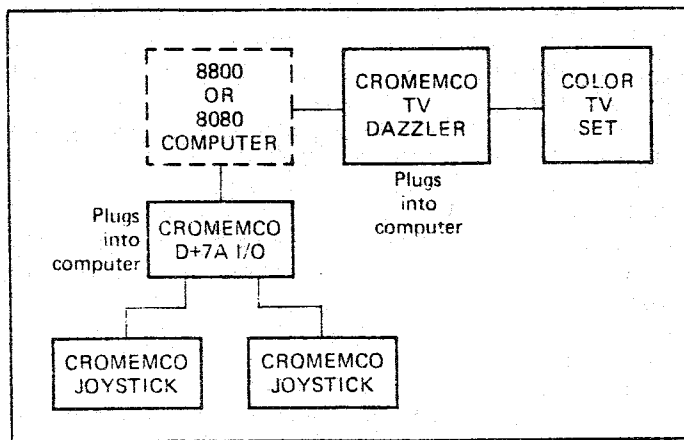 8800
OR
8080
COMPUTER
CROMEMCO
TV
DAZZLER
COLOR
TV
SET
Plugs
into
computer
Plugs
into
computer
CROMEMCO
D+7A I/O
CROMEMCO
JOYSTICK
CROMEMCO
JOYSTICK